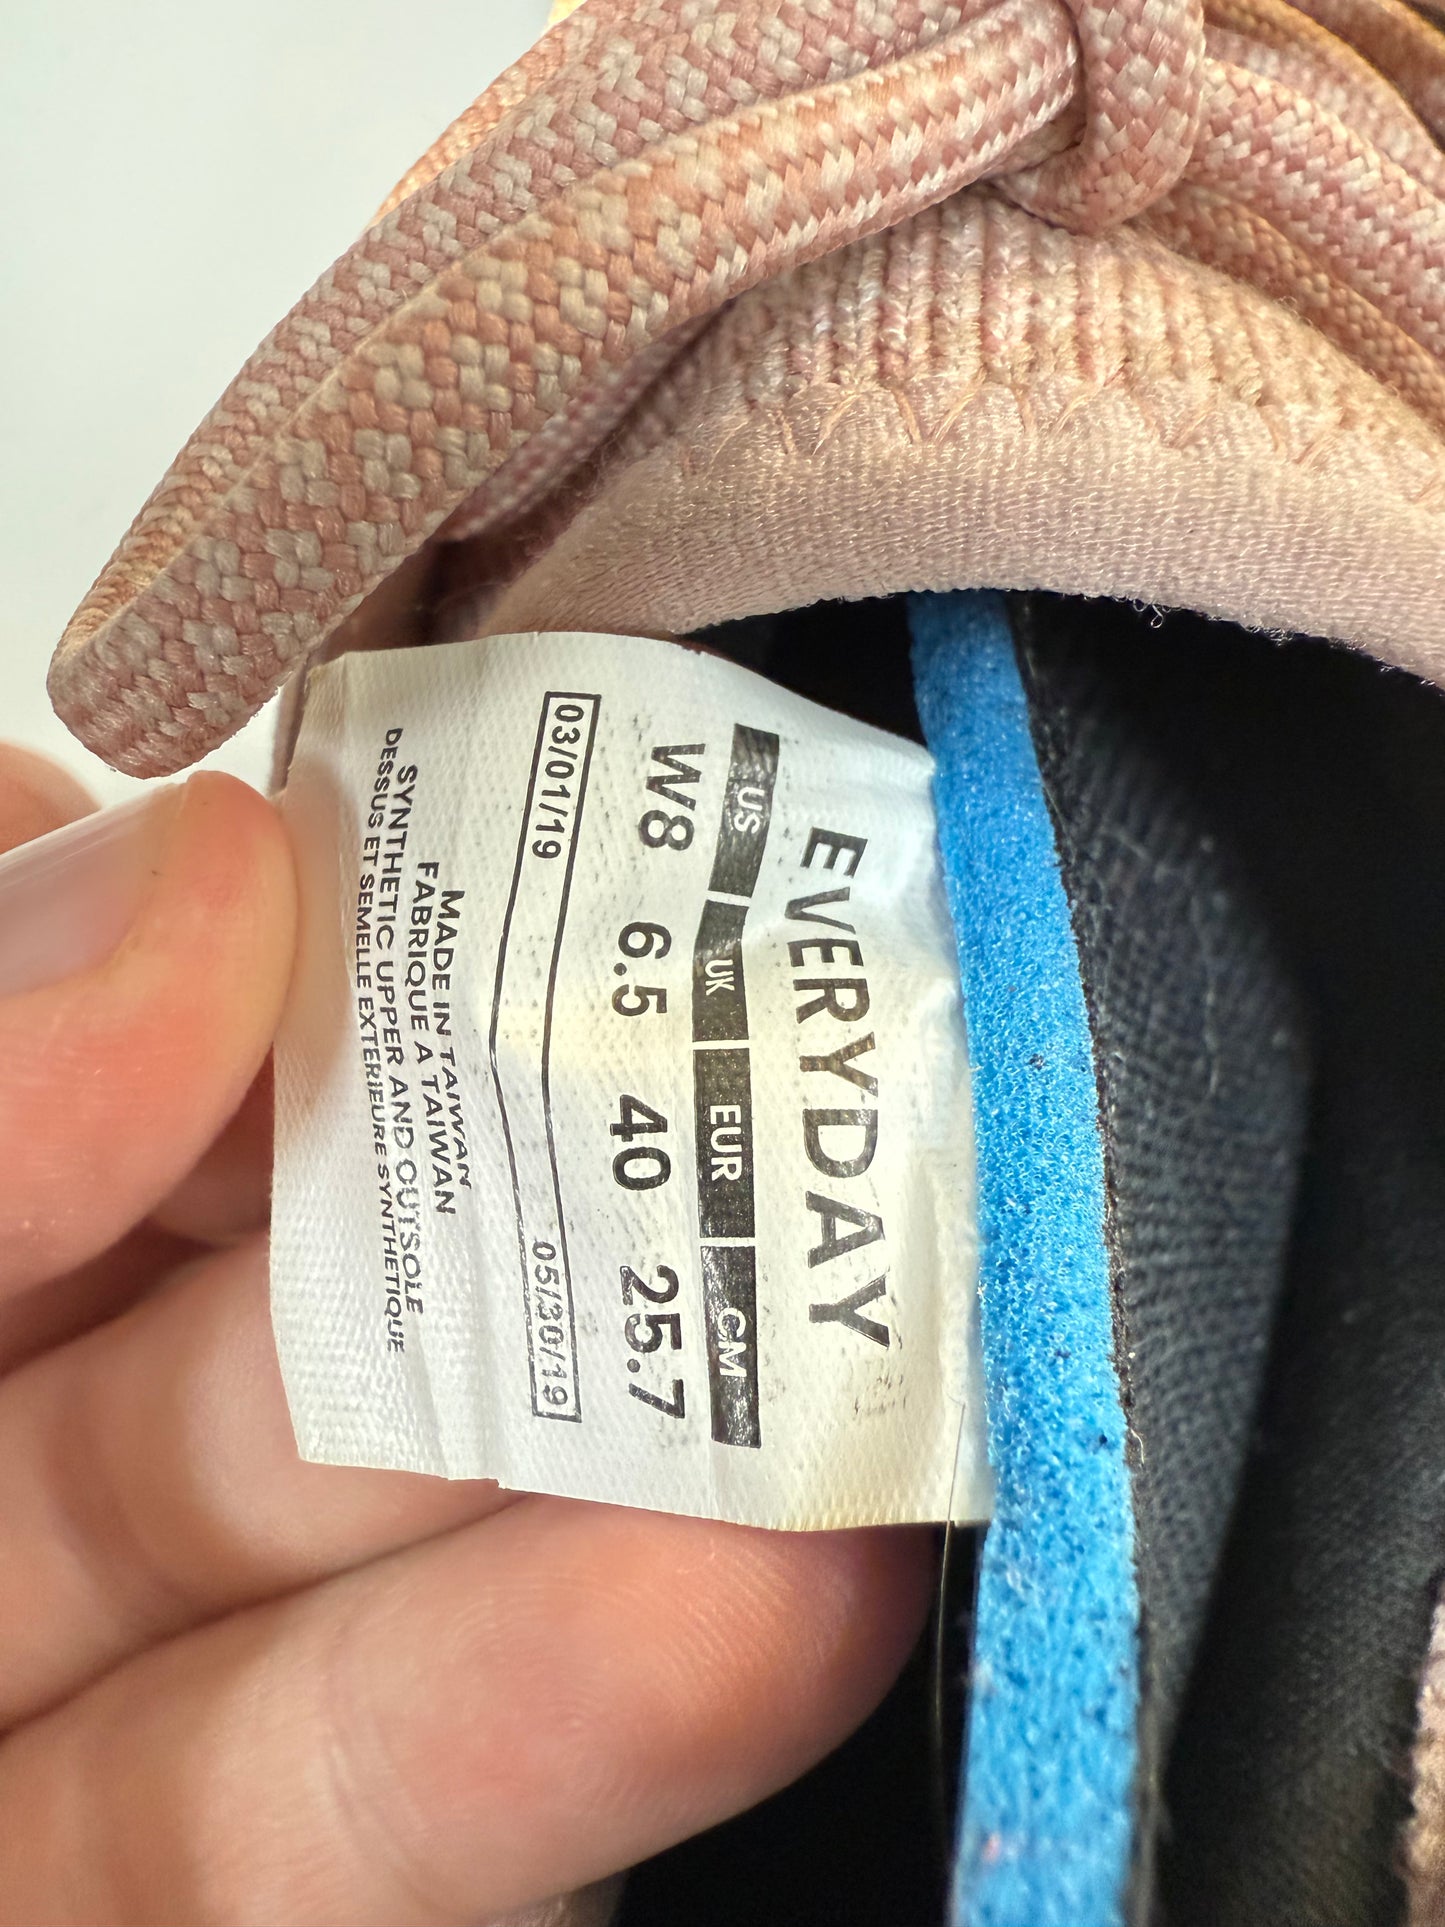 EVERYDAY
US UK EUR CM
W8 6.5 40 25.7
03/01/19 05/30/19
MADE IN TAIWAN
FABRIQUE A TAIWAN
SYNTHETIC UPPER AND OUTSOLE
DESSUS ET SEMELLE EXTERIEURE SYNTHETIQUE